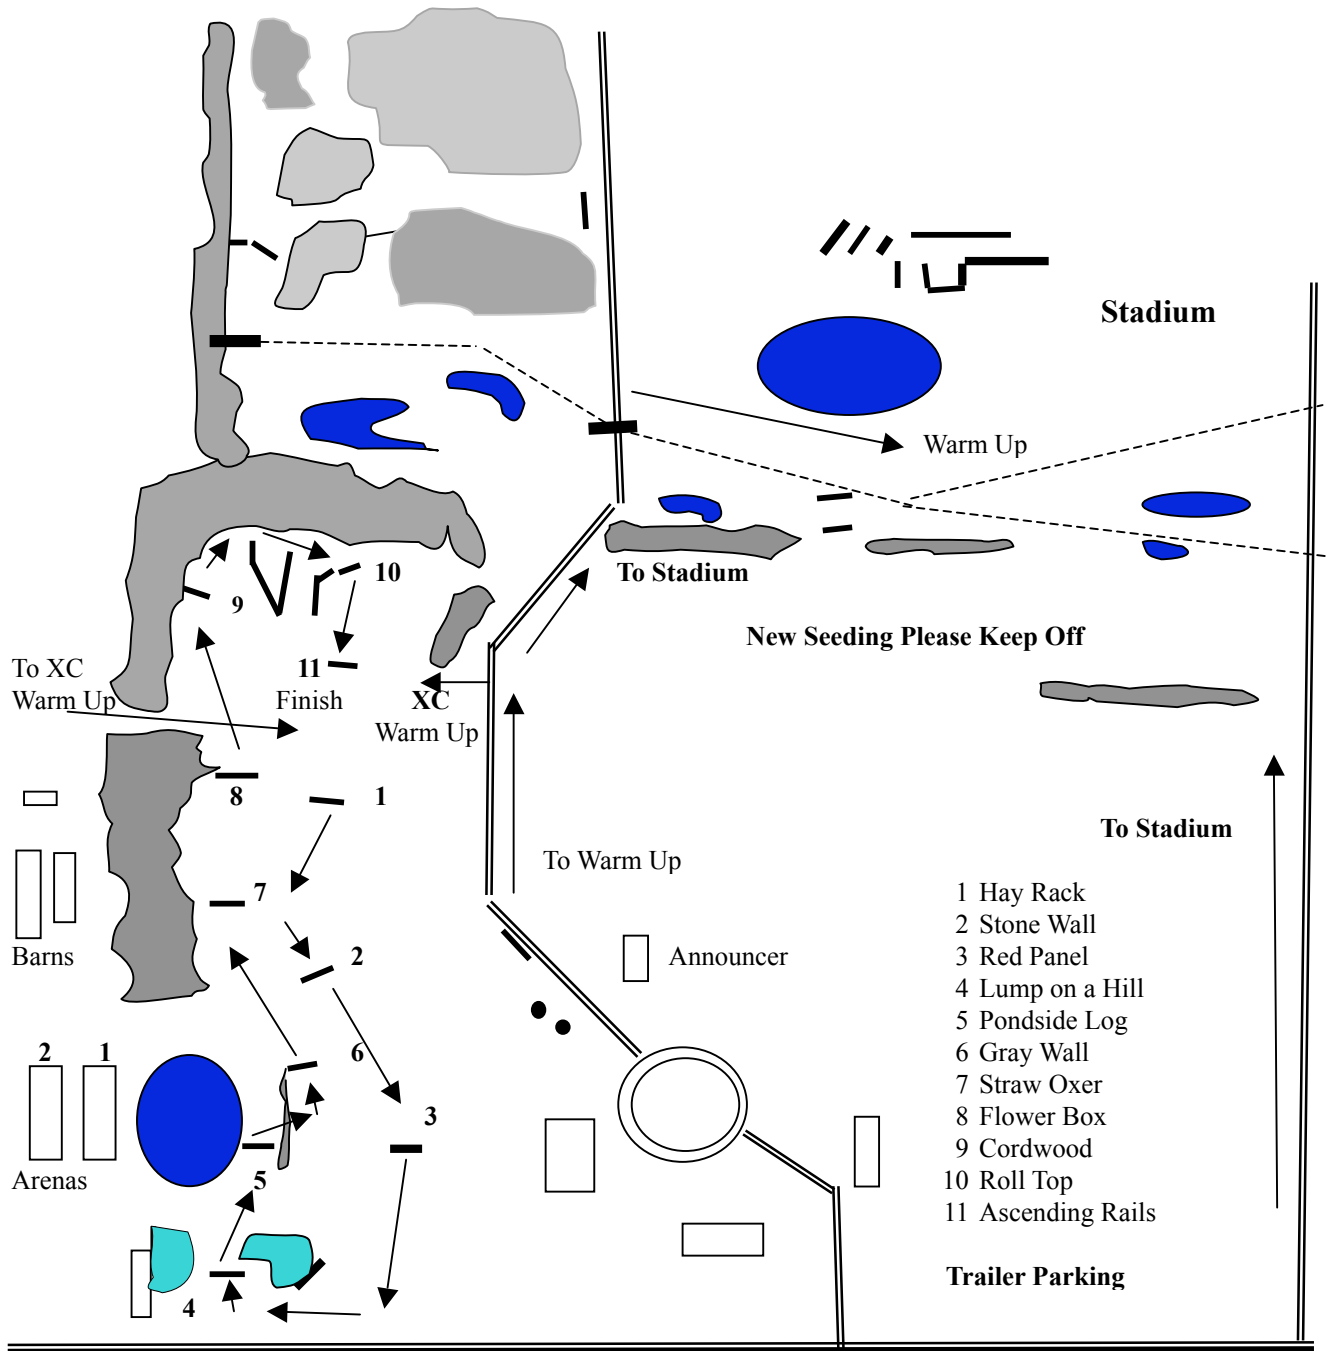 Stadium
Warm Up
To Stadium
10
9
New Seeding Please Keep Off
To XC
Warm Up
11
Finish
XC
Warm Up
8
1
To Stadium
To Warm Up
7
Barns
2
Announcer
1 Hay Rack
2 Stone Wall
3 Red Panel
4 Lump on a Hill
5 Pondside Log
6 Gray Wall
7 Straw Oxer
8 Flower Box
9 Cordwood
10 Roll Top
11 Ascending Rails
2 1
6
3
Arenas
5
4
Trailer Parking